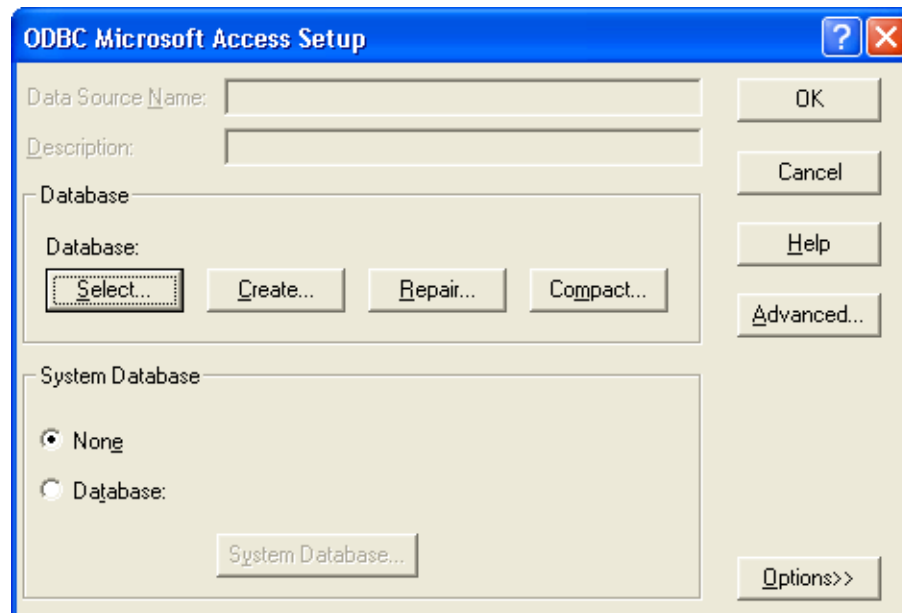 ODBC Microsoft Access Setup
?
Data Source Name:
OK
Description:
Cancel
Database
Help
Database:
Select...
Create...
Repair...
Compact...
Advanced...
System Database
None
Database:
System Database...
Options>>